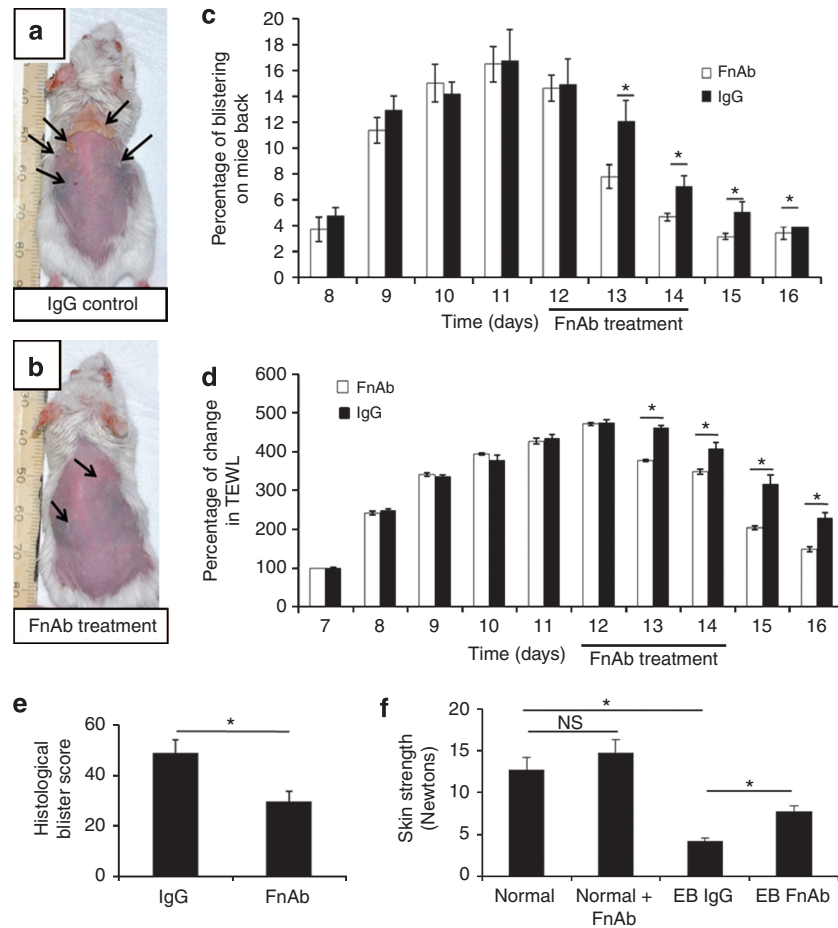 a
IgG control
b
FnAb treatment
c
Percentage of blistering
on mice back
20
18
16
14
12
10
8
6
4
2
0
FnAb
IgG
* * * *
8 9 10 11 12 13 14 15 16
Time (days) FnAb treatment
d
Percentage of change
in TEWL
600
500
400
300
200
100
0
FnAb
IgG
* * * *
7 8 9 10 11 12 13 14 15 16
Time (days) FnAb treatment
e
Histological
blister score
60
40
20
0
*
IgG FnAb
f
Skin strength
(Newtons)
20
15
10
5
0
*
NS
*
Normal Normal + EB IgG EB FnAb
FnAb